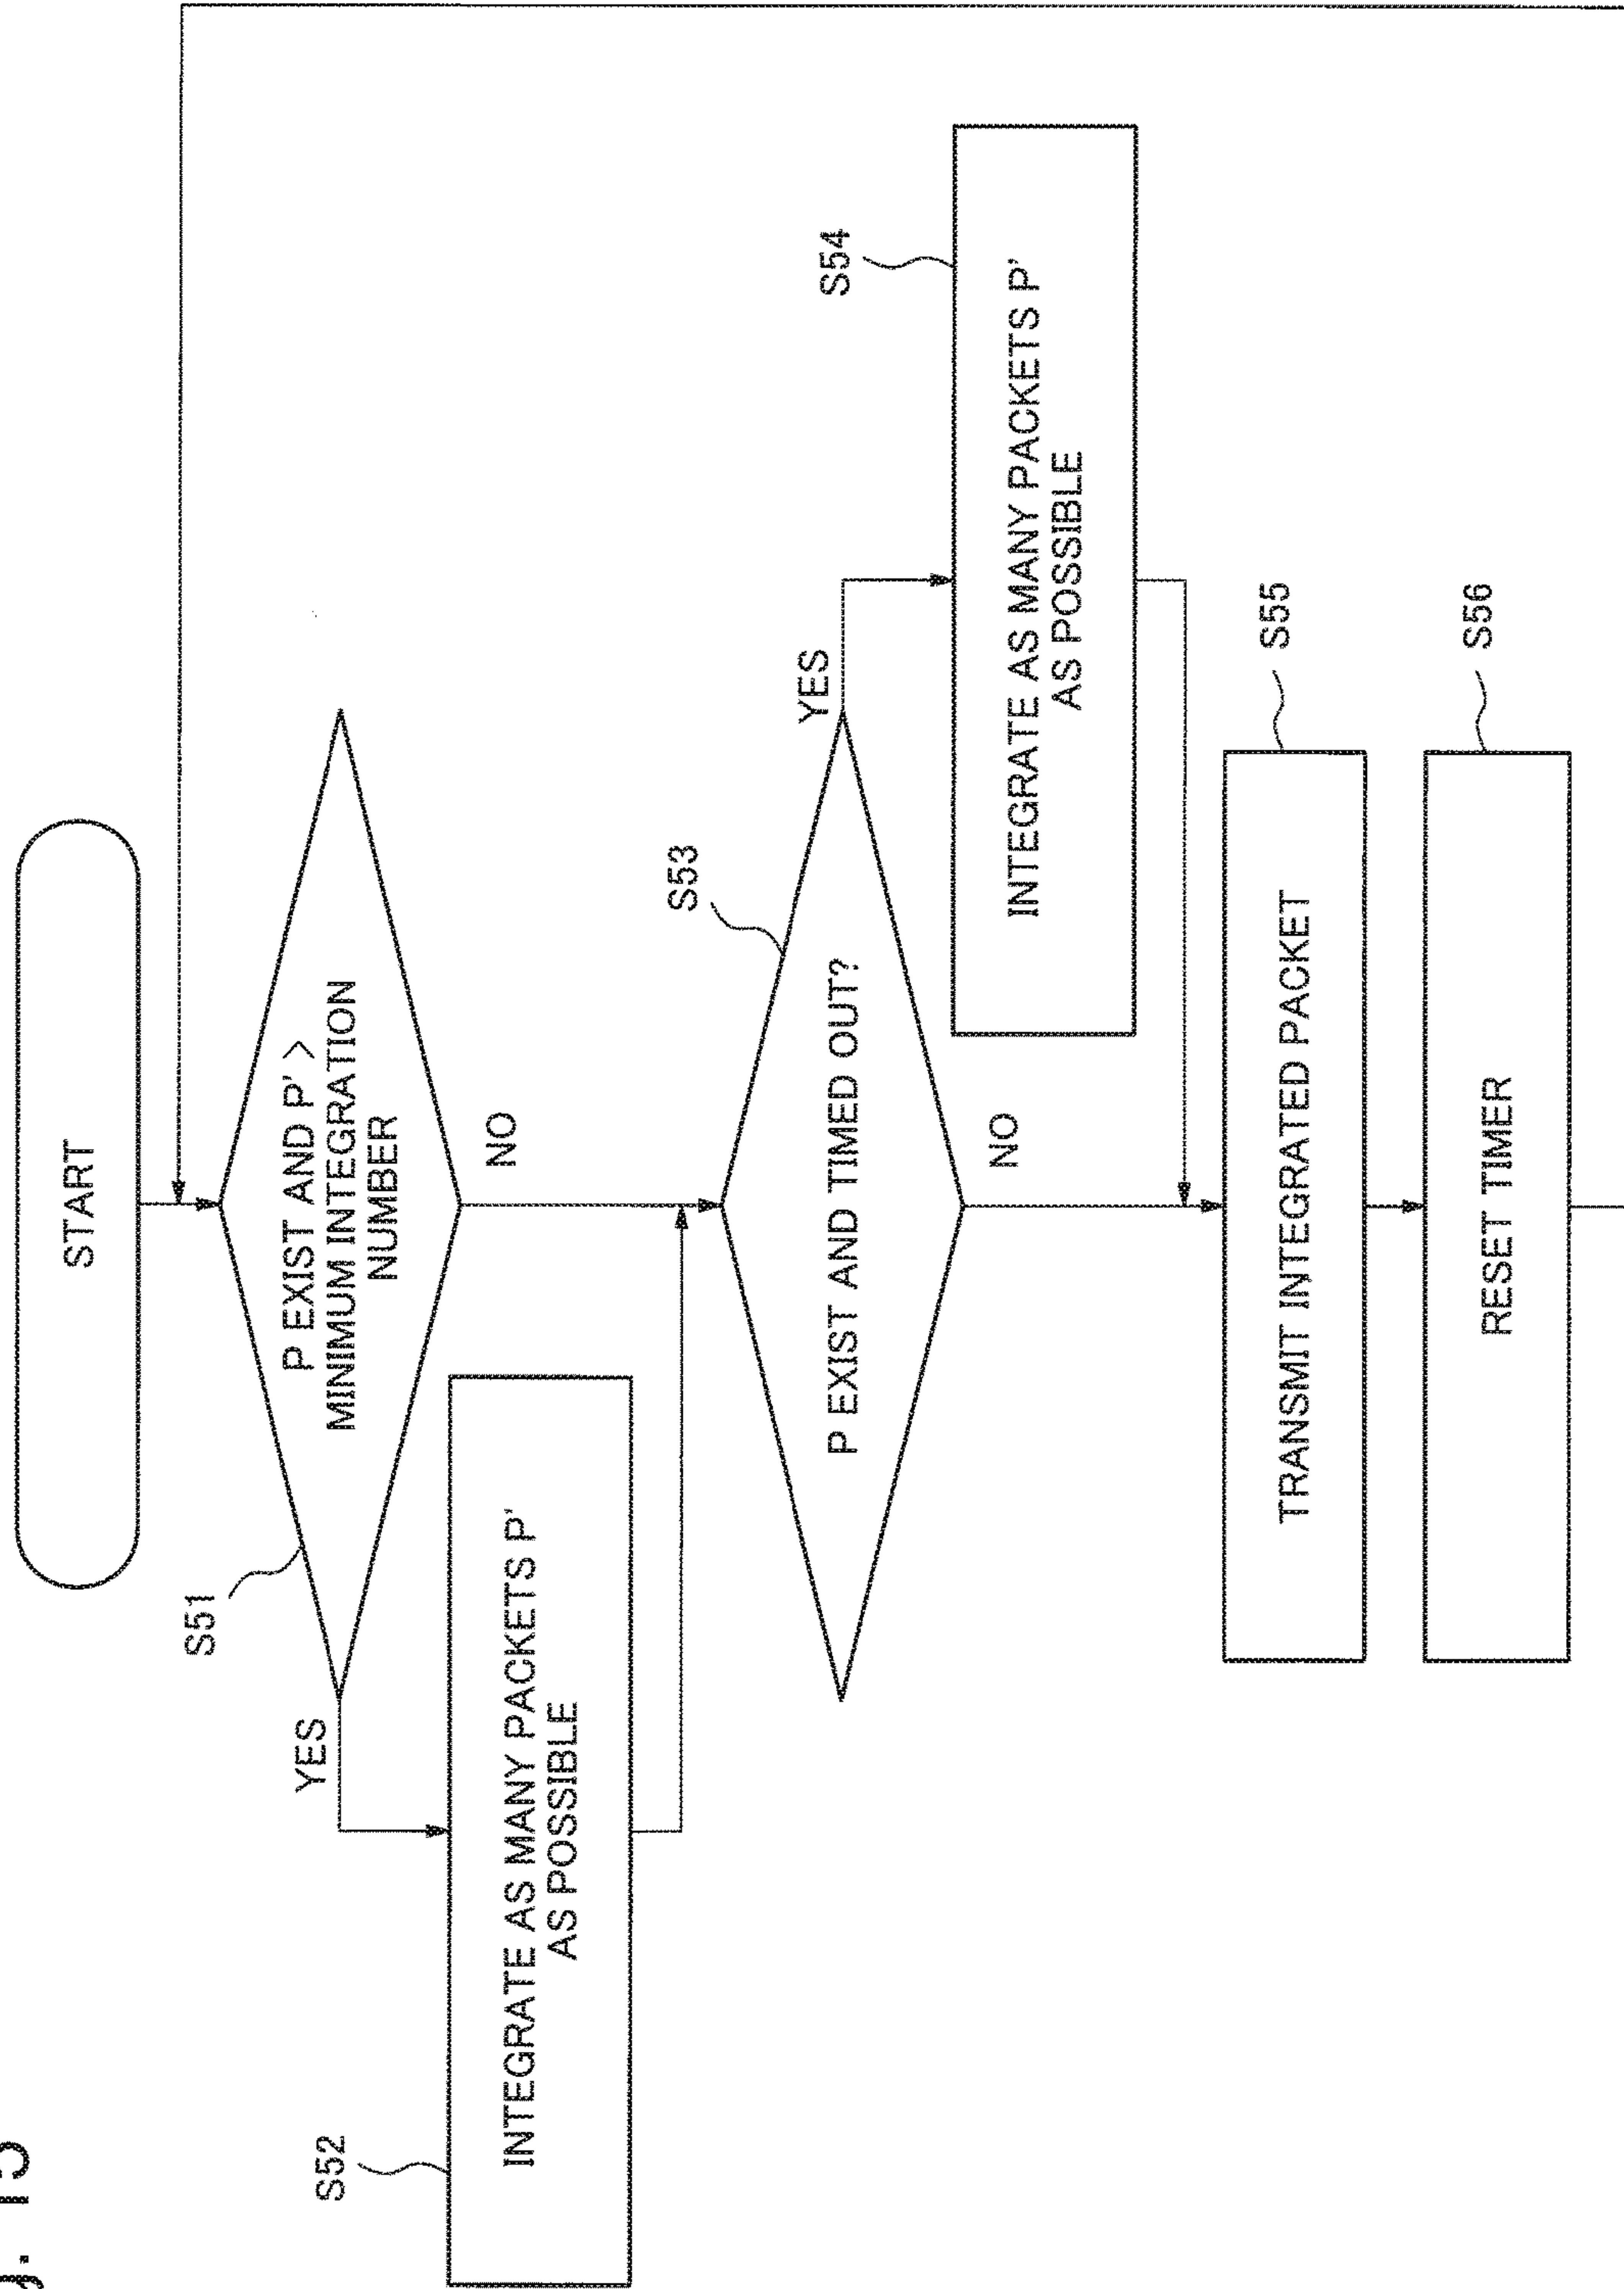 START
S51
P EXIST AND P' >
MINIMUM INTEGRATION
NUMBER
YES
NO
S52
INTEGRATE AS MANY PACKETS P'
AS POSSIBLE
S53
P EXIST AND TIMED OUT?
YES
NO
S54
INTEGRATE AS MANY PACKETS P'
AS POSSIBLE
S55
TRANSMIT INTEGRATED PACKET
S56
RESET TIMER